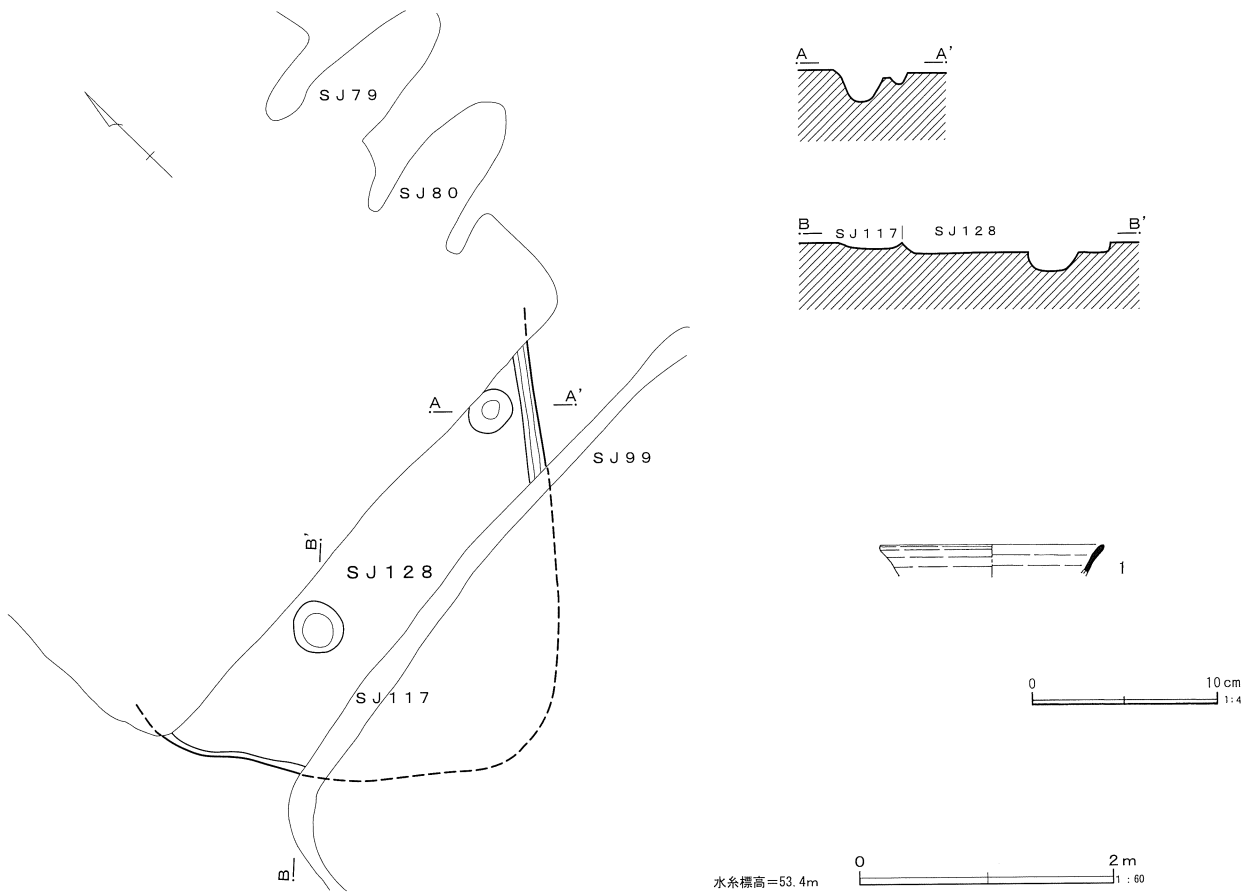 SJ79
SJ80
A
A'
SJ99
B'
SJ128
SJ117
B
A
A'
B
SJ117
SJ128
B'
1
0
10cm
1:4
水糸標高=53.4m
0
2m
1:60